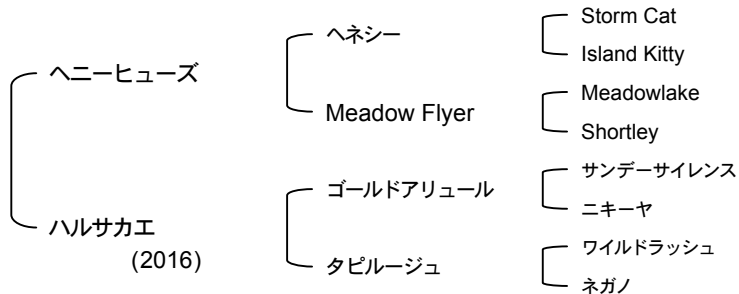 ヘニーヒューズ
ハルサカエ
(2016)
ヘネシー
Meadow Flyer
ゴールドアリュール
タピルージュ
Storm Cat
Island Kitty
Meadowlake
Shortley
サンデーサイレンス
ニキーヤ
ワイルドラッシュ
ネガノ